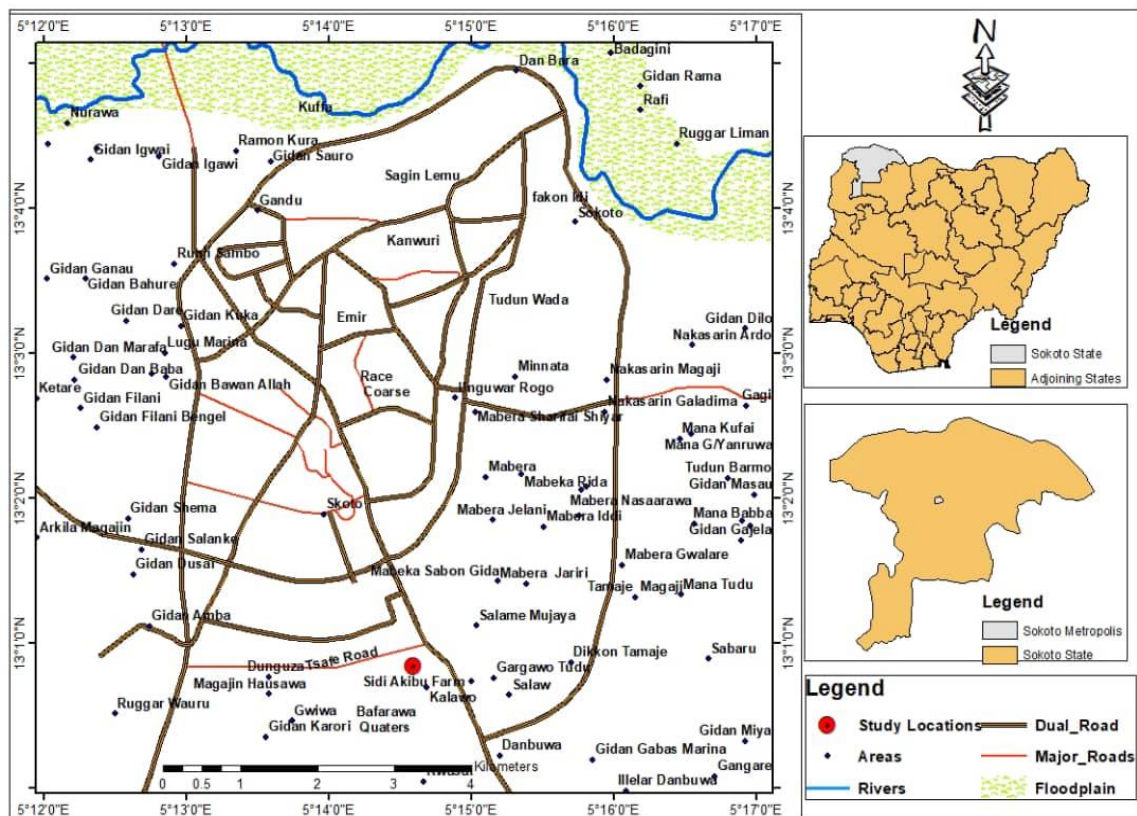 5°12'0"E 5°13'0"E 5°14'0"E 5°15'0"E 5°16'0"E 5°17'0"E
N
Badagini
Dan Bara
Gidan Rama
Kuffu
Rafi
Nurawa
Ruggar Liman
Gidan Igwai
Ramon Kura
Gidan Igawi
Gidan Sauro
Sagin Lemu
13°4'0"N
Gandu
fakon Idi
Sokoto
13°4'0"N
Kanwuri
Gidan Ganau
Gidan Bahure
Tudun Wada
Gidan Dare
Gidan Kuka
Emir
Gidan Dilo
Nakasarin Ardo
Lugu Marina
13°3'0"N
Gidan Dan Marafa
13°3'0"N
Gidan Dan Baba
Minnata
Nakasarin Magaji
Ketare
Gidan Bawan Allah
Race
Coarse
Unguwar Rogo
Gidan Filani
Nakasarin Galadima
Gagi
Gidan Filani Bengel
Mabera Sharifai Shiyar
Mana Kufai
Mana G/Yanruwa
Mabera
Tudun Barmo
Mabeka Rida
Gidan Masau
13°2'0"N
13°2'0"N
Skoto
Mabera Nasaarawa
Gidan Shema
Mabera Jelani
Mabera Iddi
Mana Babba
Arkila Magajin
Gidan Gajela
Gidan Salanke
Mabera Gwalare
Gidan Dusai
Mabeka Sabon Gida
Mabera Jariri
Tamaje Magaji
Mana Tudu
Gidan Amba
Salame Mujaya
13°1'0"N
13°1'0"N
Dunguza
Tsafe Road
Dikkon Tamaje
Sabaru
Gargawo Tudu
Magajin Hausawa
Sidi Akibu Farm
Kalawo
Salaw
Ruggar Wauru
Gwiwa
Bafarawa
Quaters
Gidan Karori
Gidan Miya
Danbuwa
Gidan Gabas Marina
Kilometers
Gangare
0 0.5 1 2 3 4
Illelar Danbuwa
5°12'0"E 5°13'0"E 5°14'0"E 5°15'0"E 5°16'0"E 5°17'0"E
Legend
Sokoto State
Adjoining States
Legend
Sokoto Metropolis
Sokoto State
Legend
Study Locations
Dual_Road
Areas
Major_Roads
Rivers
Floodplain